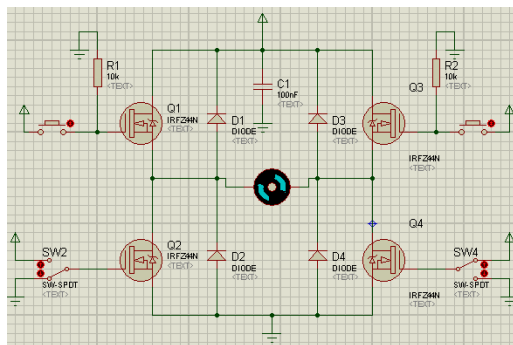 R1
10k
<TEXT>
Q1
IRFZ44N
<TEXT>
D1
DIODE
<TEXT>
C1
100nF
<TEXT>
D3
DIODE
<TEXT>
Q3
IRFZ44N
<TEXT>
R2
10k
<TEXT>
SW2
SW-SPDT
<TEXT>
Q2
IRFZ44N
<TEXT>
D2
DIODE
<TEXT>
D4
DIODE
<TEXT>
Q4
IRFZ44N
<TEXT>
SW4
SW-SPDT
<TEXT>